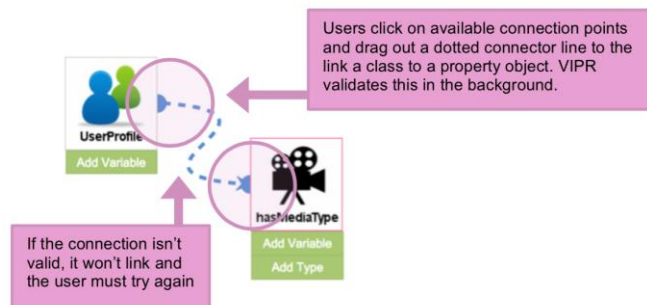 Users click on available connection points
and drag out a dotted connector line to the
link a class to a property object. VIPR
validates this in the background.
UserProfile
Add Variable
hasMediaType
Add Variable
Add Type
If the connection isn't
valid, it won't link and
the user must try again